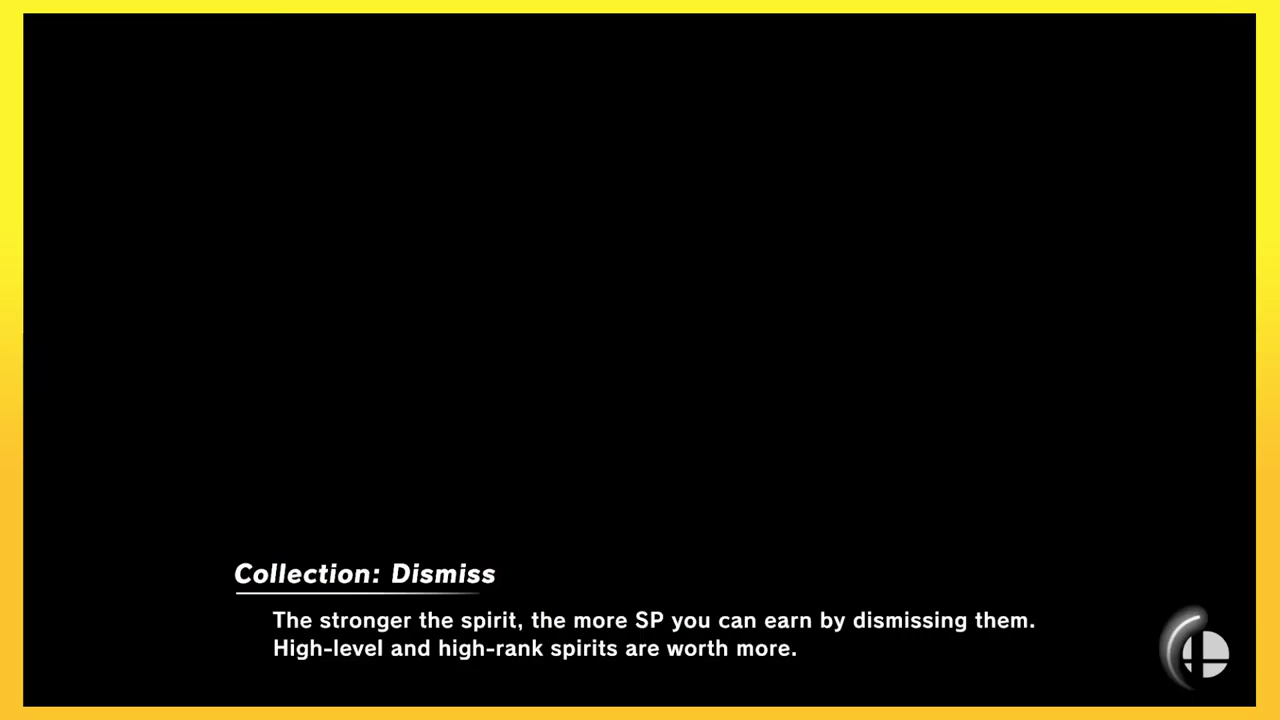 Collection: Dismiss
The stronger the spirit, the more SP you can earn by dismissing them.
High-level and high-rank spirits are worth more.